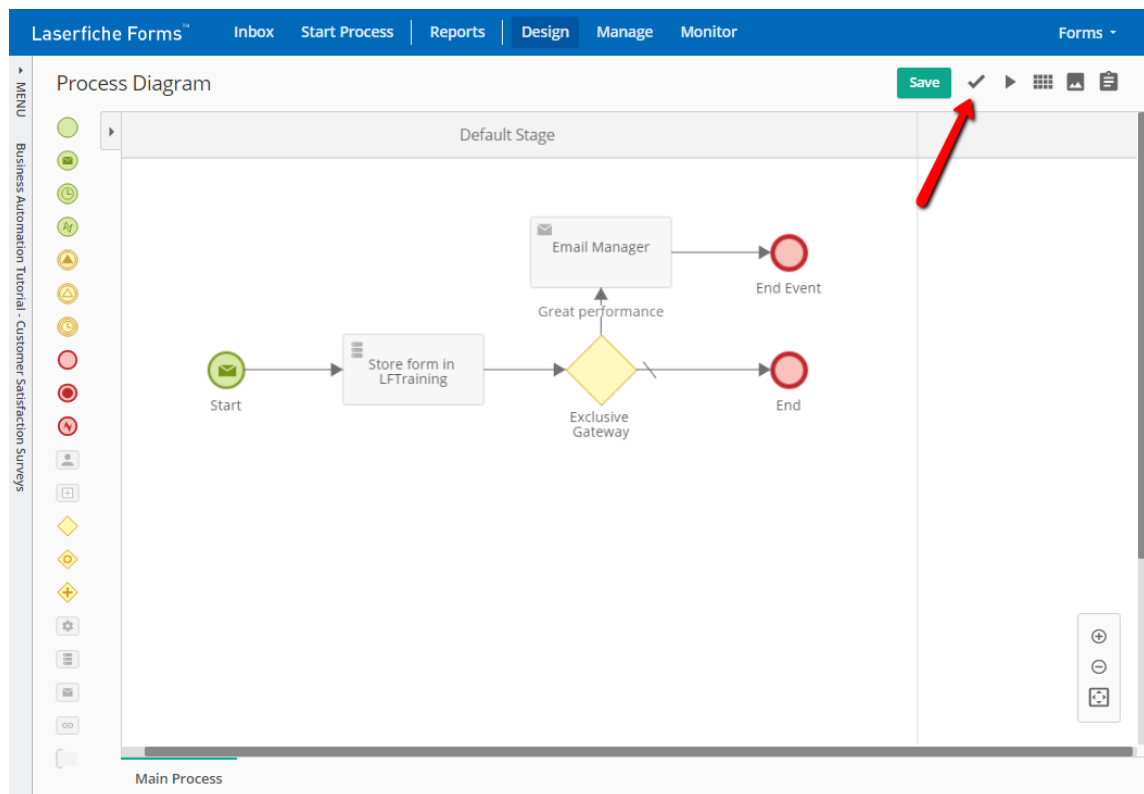 Laserfiche Forms™ Inbox Start Process Reports Design Manage Monitor Forms
MENU
Business Automation Tutorial - Customer Satisfaction Surveys
Process Diagram
Save
Default Stage
Email Manager
End Event
Great performance
Store form in
LFTraining
Start
Exclusive
Gateway
End
Main Process